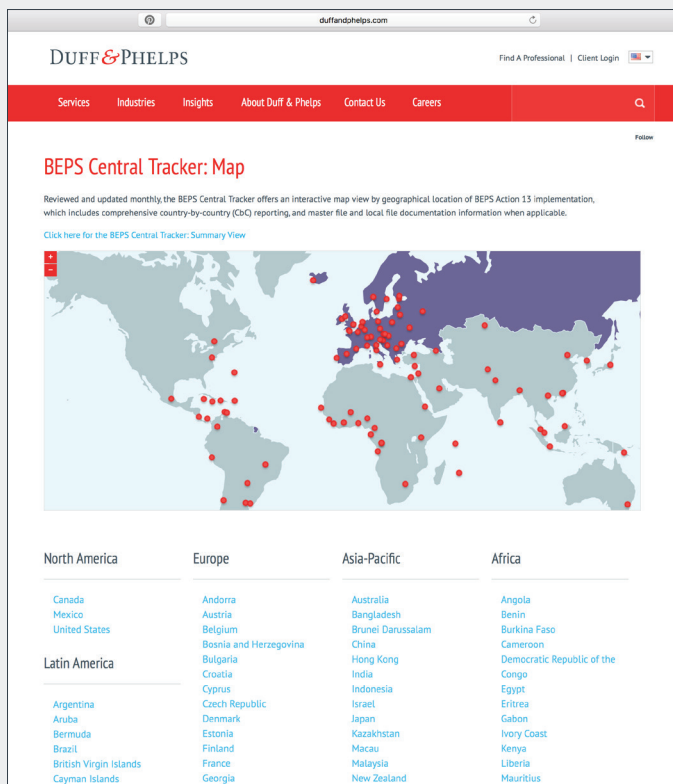 duffandphelps.com
DUFF&PHELPS
Find A Professional | Client Login
Services Industries Insights About Duff & Phelps Contact Us Careers
Follow
BEPS Central Tracker: Map
Reviewed and updated monthly, the BEPS Central Tracker offers an interactive map view by geographical location of BEPS Action 13 implementation,
which includes comprehensive country-by-country (CbC) reporting, and master file and local file documentation information when applicable.
Click here for the BEPS Central Tracker: Summary View
+
−
North America
Canada
Mexico
United States
Latin America
Argentina
Aruba
Bermuda
Brazil
British Virgin Islands
Cayman Islands
Europe
Andorra
Austria
Belgium
Bosnia and Herzegovina
Bulgaria
Croatia
Cyprus
Czech Republic
Denmark
Estonia
Finland
France
Georgia
Asia-Pacific
Australia
Bangladesh
Brunei Darussalam
China
Hong Kong
India
Indonesia
Israel
Japan
Kazakhstan
Macau
Malaysia
New Zealand
Africa
Angola
Benin
Burkina Faso
Cameroon
Democratic Republic of the
Congo
Egypt
Eritrea
Gabon
Ivory Coast
Kenya
Liberia
Mauritius